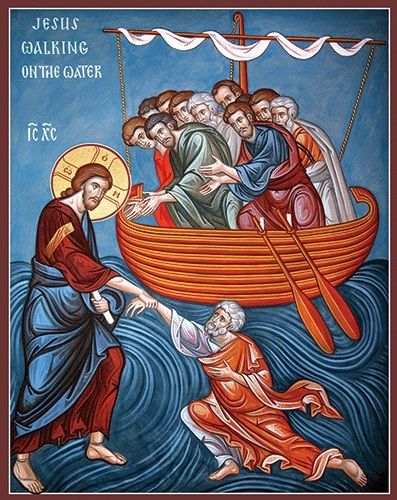 JESUS
WALKING
ON THE WATER
IC XC